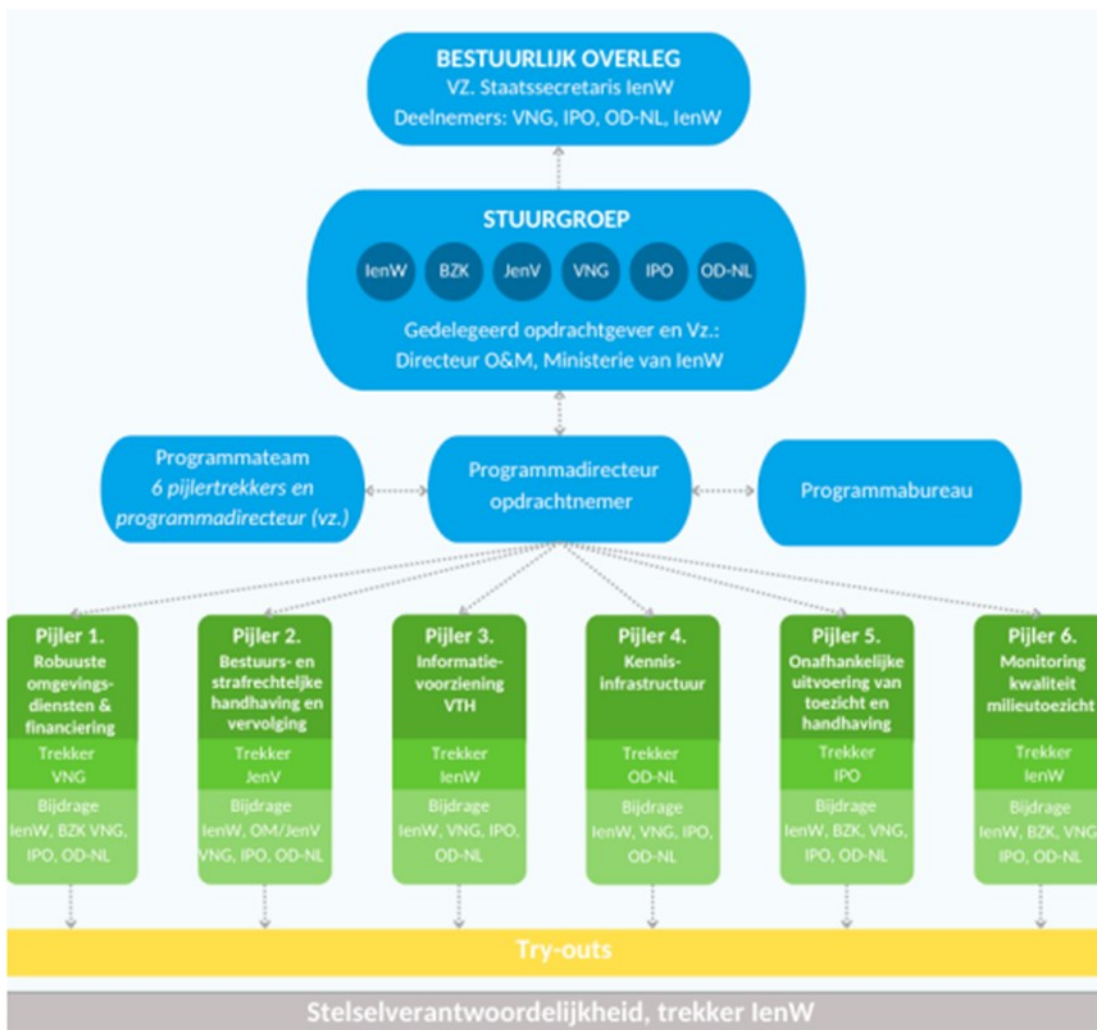 BESTUURLIJK OVERLEG
VZ. Staatssecretaris IenW
Deelnemers: VNG, IPO, OD-NL, IenW
STUURGROEP
IenW
BZK
JenV
VNG
IPO
OD-NL
Gedelegeerd opdrachtgever en Vz.:
Directeur O&M, Ministerie van IenW
Programmateam
6 pijlertrekkers en
programmadirecteur (vz.)
Programmadirecteur
opdrachtnemer
Programmabureau
Pijler 1.
Robuuste
omgevings-
diensten &
financiering
Trekker
VNG
Bijdrage
IenW, BZK VNG,
IPO, OD-NL
Pijler 2.
Bestuurs- en
strafrechteljke
handhaving en
vervolging
Trekker
JenV
Bijdrage
IenW, OM/JenV
VNG, IPO, OD-NL
Pijler 3.
Informatie-
voorziening
VTH
Trekker
IenW
Bijdrage
IenW, VNG, IPO,
OD-NL
Pijler 4.
Kennis-
infrastructuur
Trekker
OD-NL
Bijdrage
IenW, VNG, IPO,
OD-NL
Pijler 5.
Onafhankelijke
uitvoering van
toezicht en
handhaving
Trekker
IPO
Bijdrage
IenW, BZK, VNG,
IPO, OD-NL
Pijler 6.
Monitoring
kwaliteit
milieutoezicht
Trekker
IenW
Bijdrage
IenW, BZK, VNG,
IPO, OD-NL
Try-outs
Stelselverantwoordelijkheid, trekker IenW